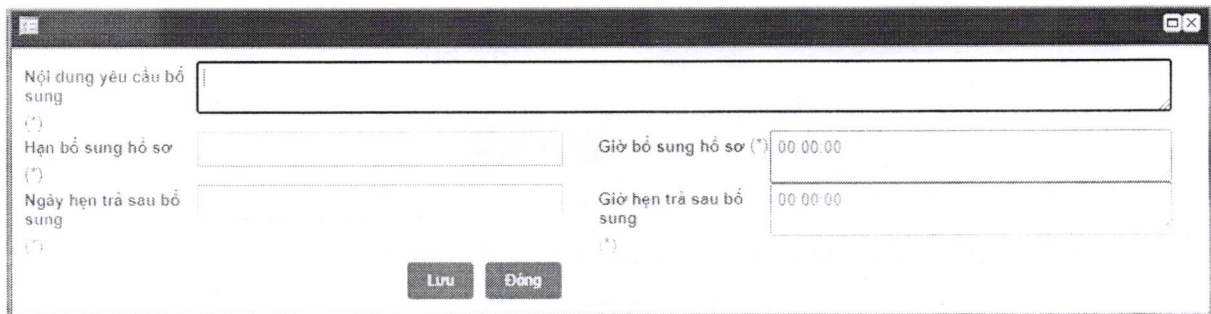 Nội dung yêu cầu bổ
sung
(*)
Hạn bổ sung hồ sơ
(*)
Giờ bổ sung hồ sơ (*) 00:00:00
Ngày hẹn trả sau bổ
sung
(*)
Giờ hẹn trả sau bổ
sung
(*)
00:00:00
Lưu Đóng